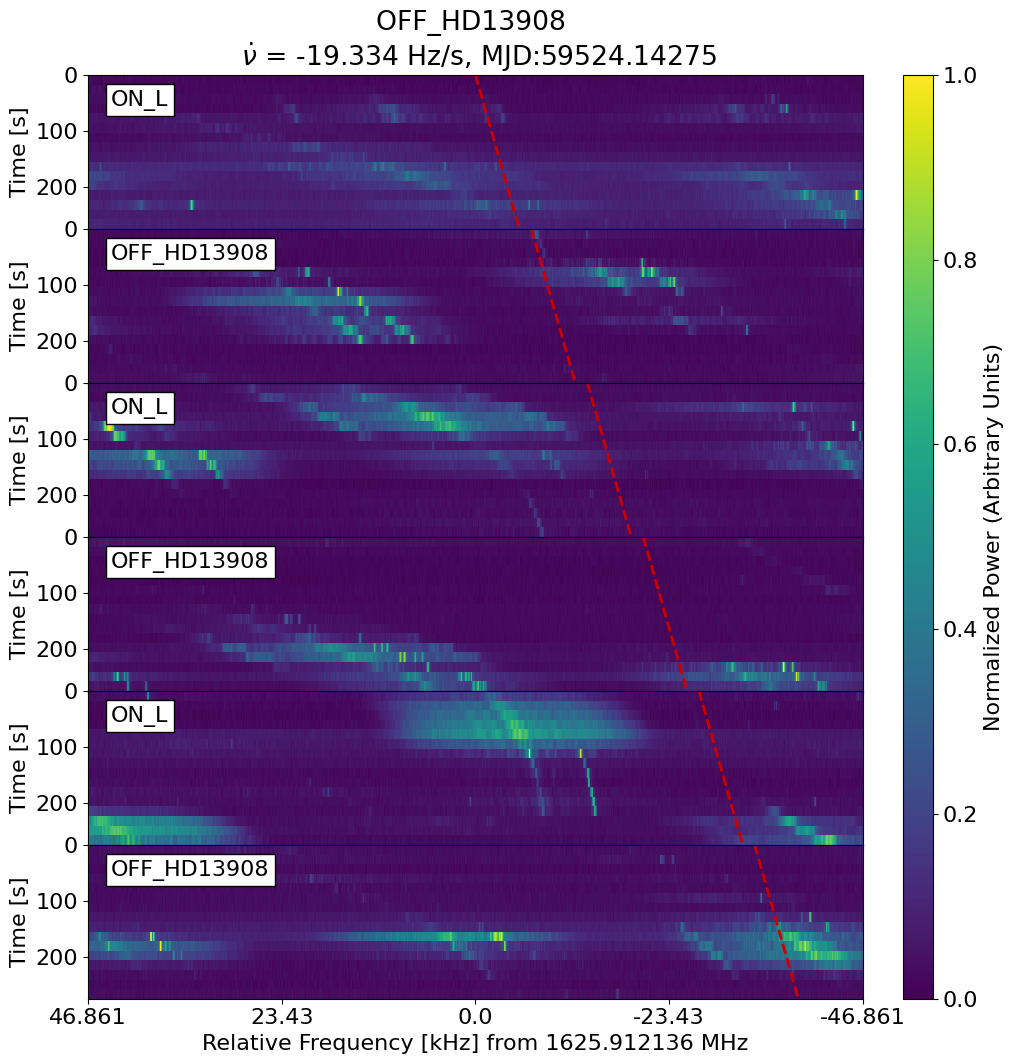 OFF_HD13908
ν̇ = -19.334 Hz/s, MJD:59524.14275
0
ON_L
100
200
Time [s]
0
OFF_HD13908
100
200
Time [s]
0
ON_L
100
200
Time [s]
0
OFF_HD13908
100
200
Time [s]
0
ON_L
100
200
Time [s]
0
OFF_HD13908
100
200
Time [s]
46.861 23.43 0.0 -23.43 -46.861
Relative Frequency [kHz] from 1625.912136 MHz
1.0
0.8
0.6
0.4
0.2
0.0
Normalized Power (Arbitrary Units)